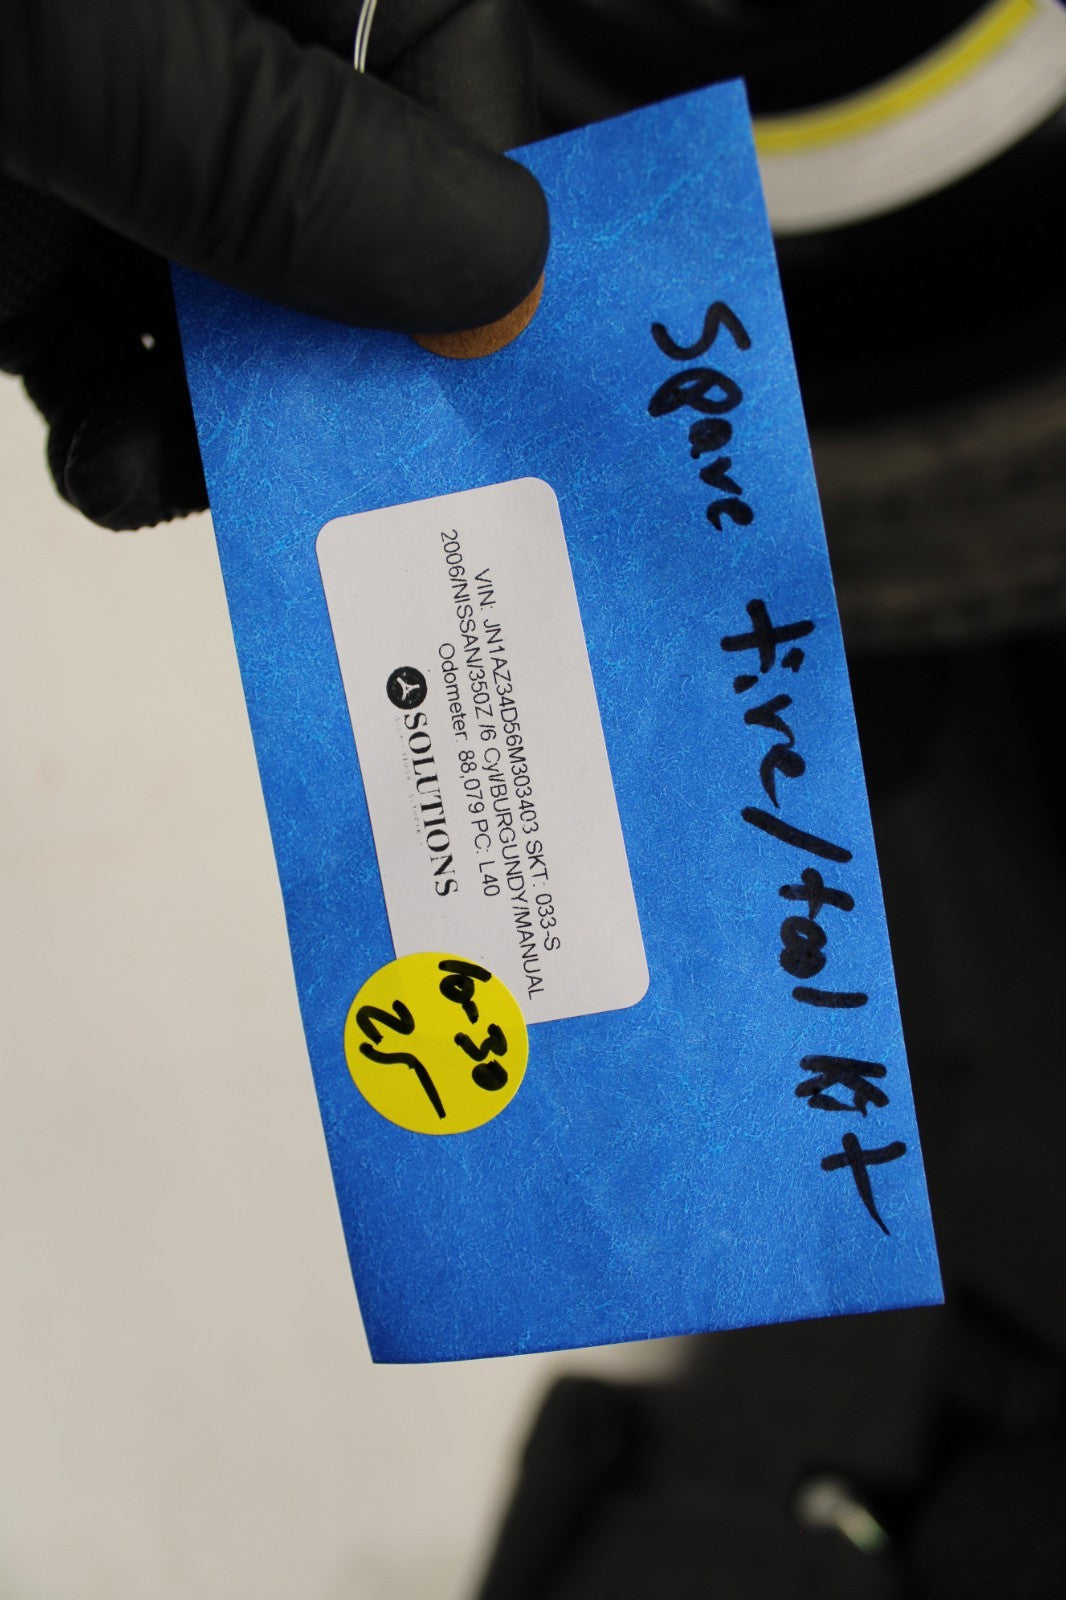 Spare tire/tool kit
VIN: JN1AZ34D56M303403 SKT: 033-S
2006/NISSAN/350Z /6 Cyl/BURGUNDY/MANUAL
Odometer: 88,079 PC: L40
SOLUTIONS
10-30
25